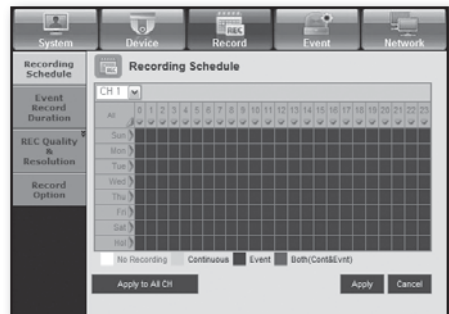 System Device Record Event Network
Recording
Schedule
Event
Record
Duration
REC Quality
&
Resolution
Record
Option
Recording Schedule
CH 1
All 0 1 2 3 4 5 6 7 8 9 10 11 12 13 14 15 16 17 18 19 20 21 22 23
Sun
Mon
Tue
Wed
Thu
Fri
Sat
Hol
No Recording Continuous Event Both(Cont&Evnt)
Apply to All CH Apply Cancel